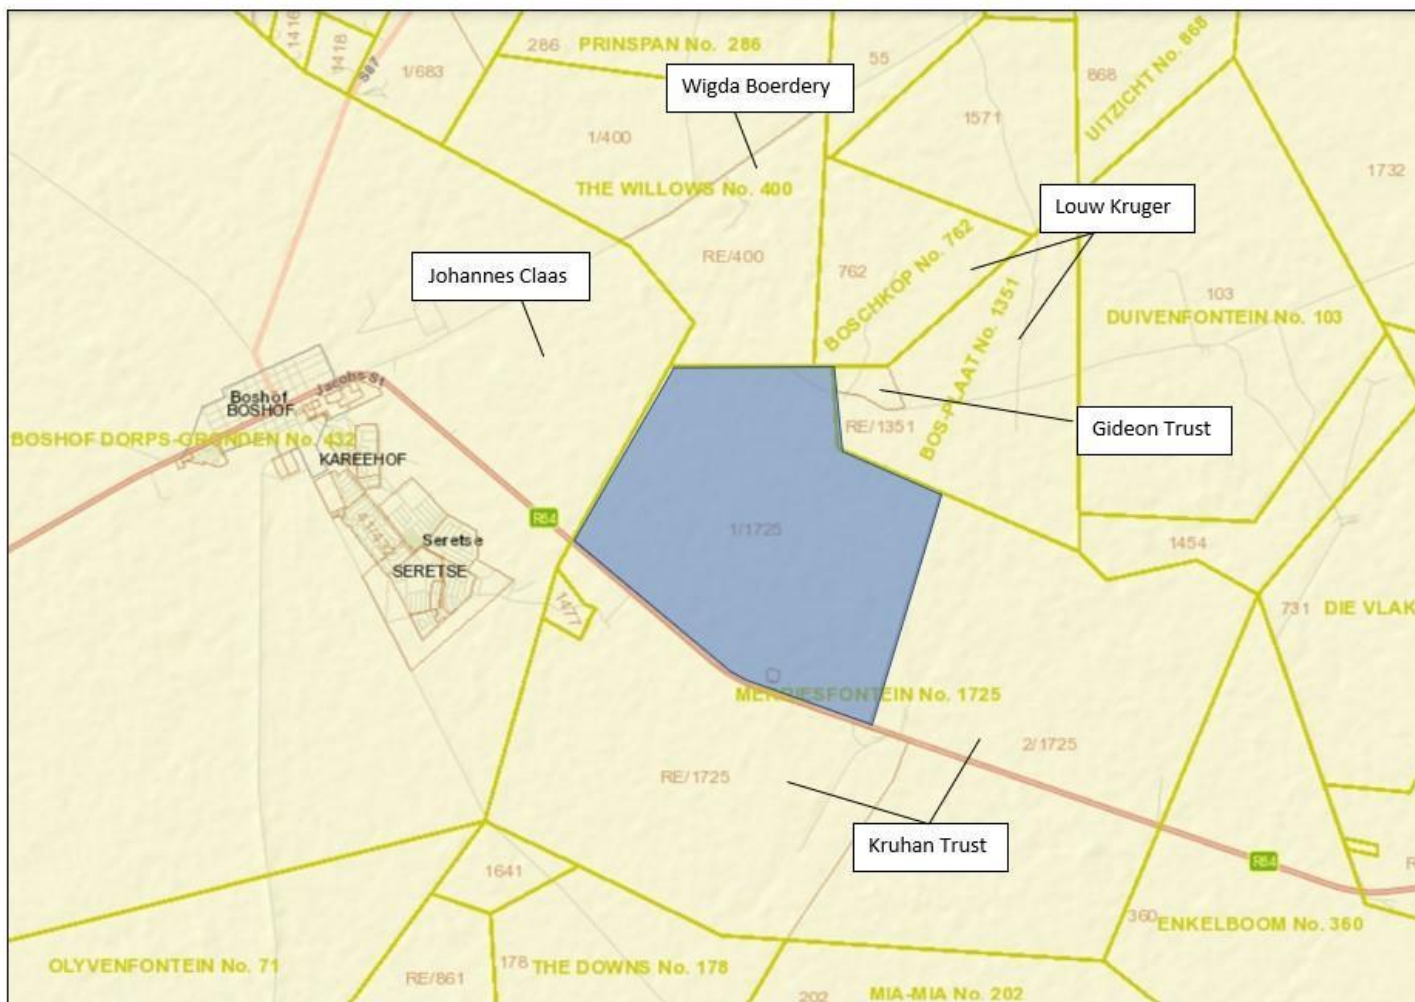 1416
1418
S87
1/683
286
PRINSPAN No. 286
55
868
UITZICHT No. 868
Wigda Boerdery
1571
1/400
1732
THE WILLOWS No. 400
Louw Kruger
RE/400
762
BOSCHKOP No. 762
Johannes Claas
103
DUIVENFONTEIN No. 103
BOS-PLAAT No. 1351
Jacobs St
Boshof
BOSHOF
RE/1351
Gideon Trust
BOSHOF DORPS-GRONDEN No. 432
KAREEHOF
R64
1/1725
41/432
Seretse
SERETSE
1454
1477
731
DIE VLAK
MERRIESFONTEIN No. 1725
2/1725
RE/1725
Kruhan Trust
R64
1641
360
ENKELBOOM No. 360
OLYVENFONTEIN No. 71
RE/861
178
THE DOWNS No. 178
202
MIA-MIA No. 202